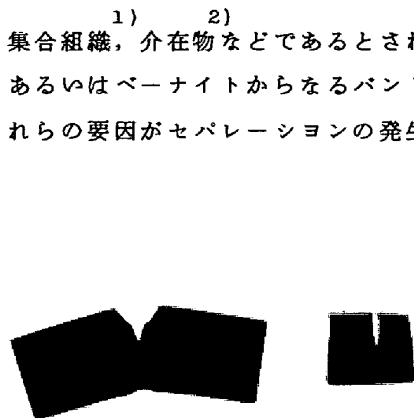 1) 2)
集合組織，介在物などであるとさ
あるいはベーナイトからなるバン
れらの要因がセパレーションの発生